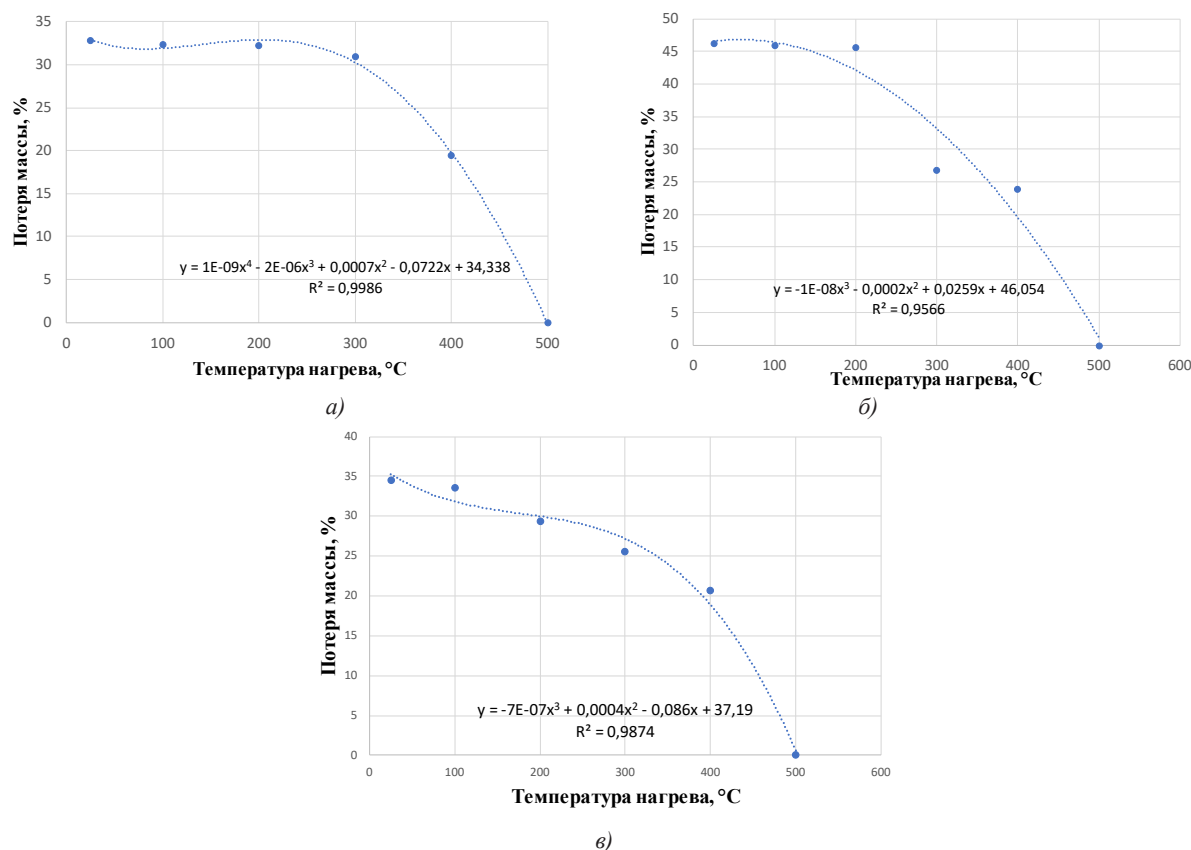 35
30
25
20
15
10
5
0
Потеря массы, %
y = 1E-09x⁴ - 2E-06x³ + 0,0007x² - 0,0722x + 34,338
R² = 0,9986
0 100 200 300 400 500
Температура нагрева, °C
а)
50
45
40
35
30
25
20
15
10
5
0
Потеря массы, %
y = -1E-08x³ - 0,0002x² + 0,0259x + 46,054
R² = 0,9566
0 100 200 300 400 500 600
Температура нагрева, °C
б)
40
35
30
25
20
15
10
5
0
Потеря массы, %
y = -7E-07x³ + 0,0004x² - 0,086x + 37,19
R² = 0,9874
0 100 200 300 400 500 600
Температура нагрева, °C
в)